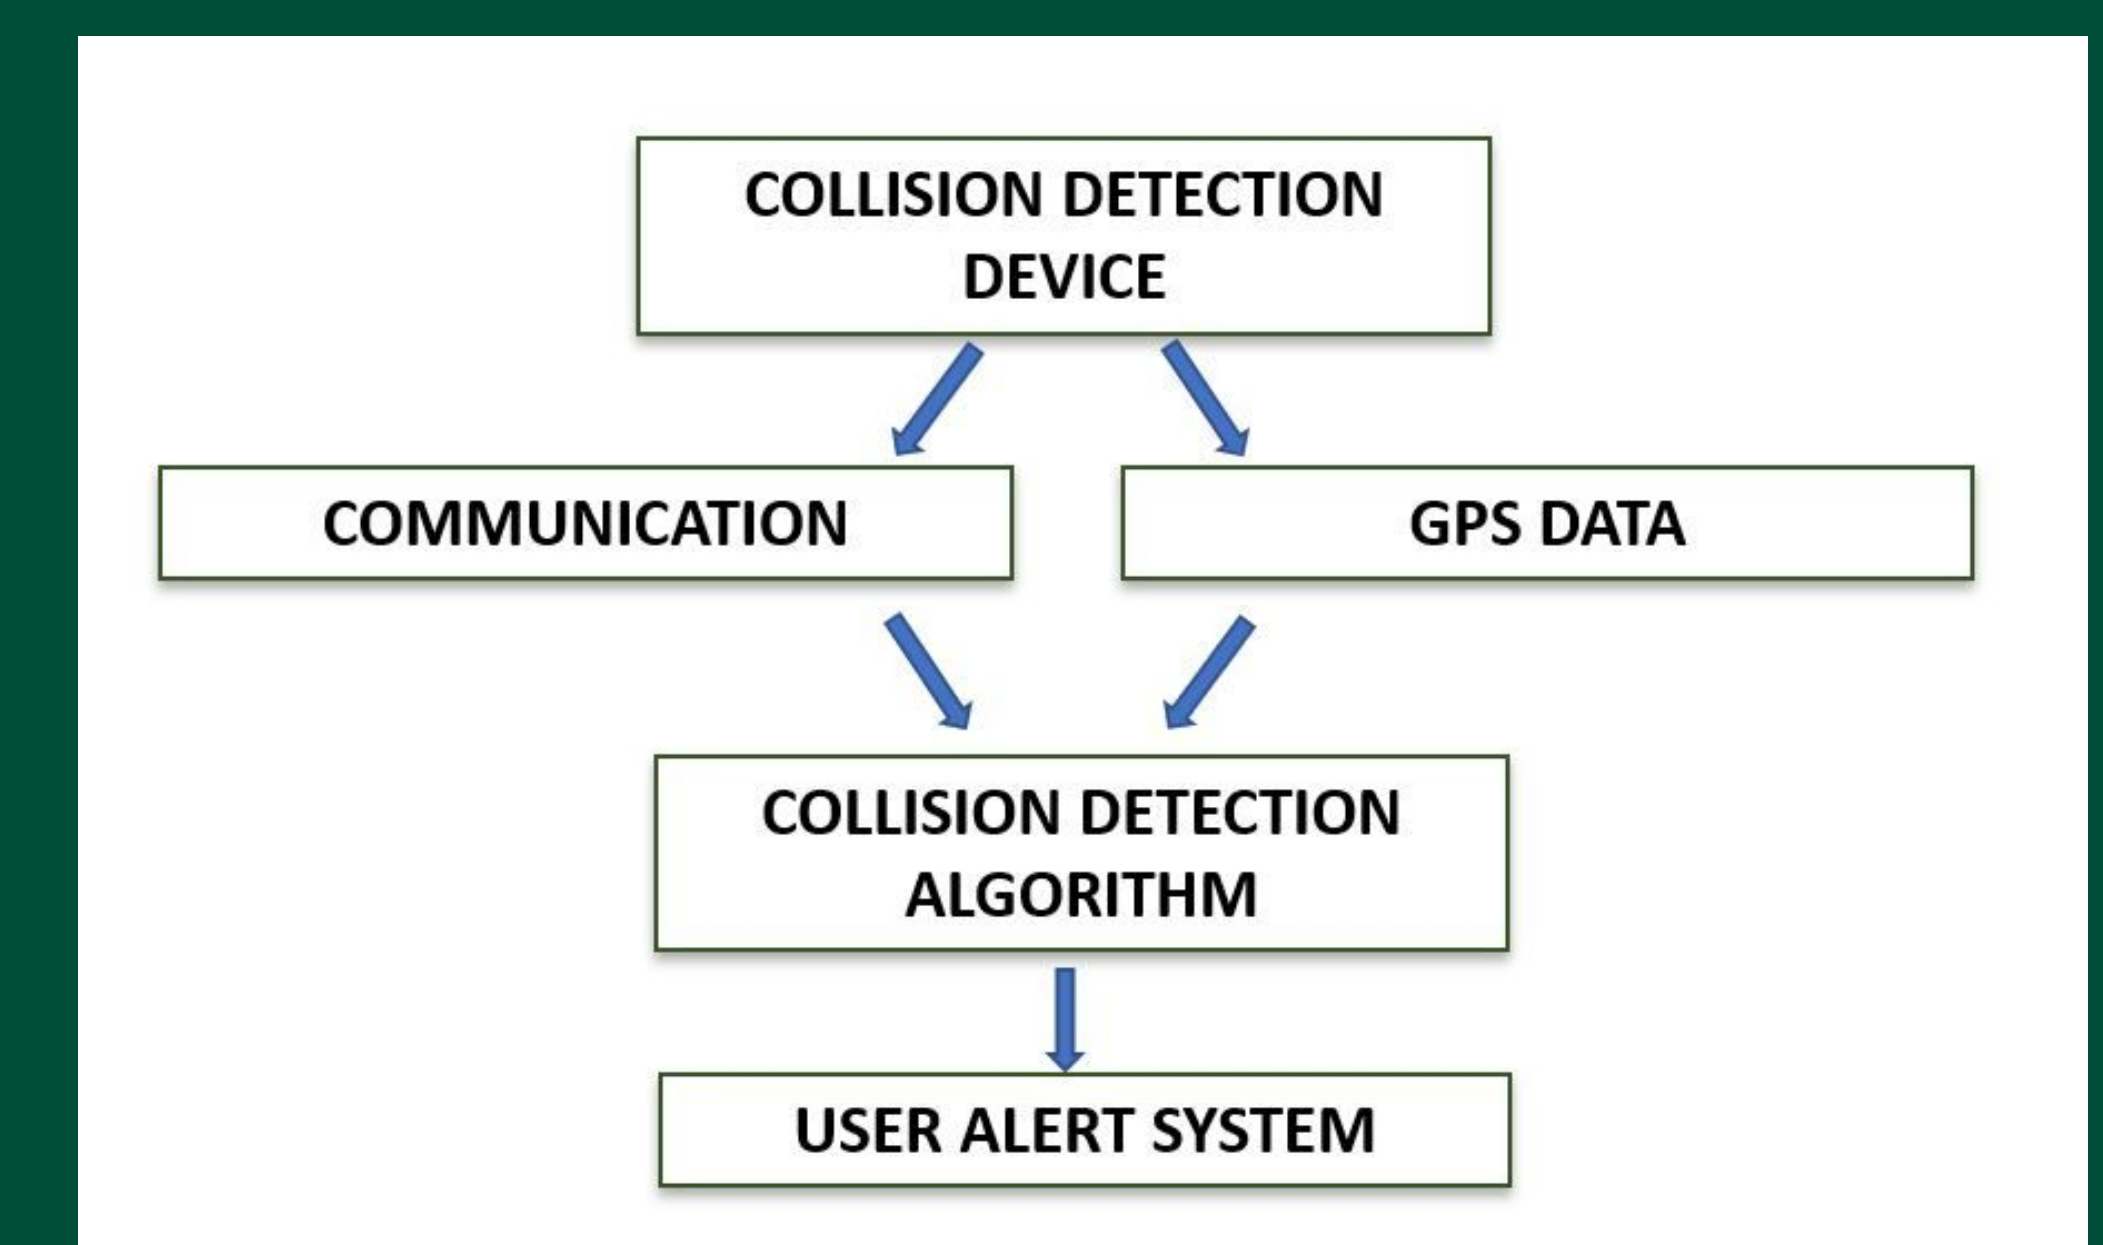 COLLISION DETECTION
DEVICE
COMMUNICATION
GPS DATA
COLLISION DETECTION
ALGORITHM
USER ALERT SYSTEM